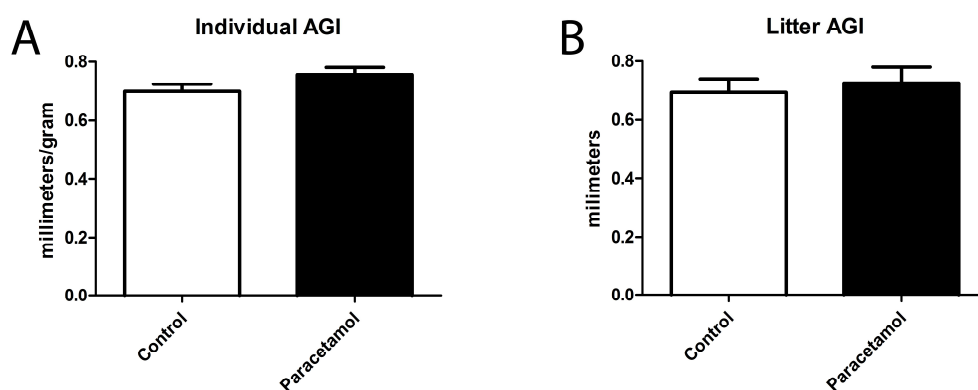 A
Individual AGI
millimeters/gram
0.8
0.6
0.4
0.2
0.0
Control
Paracetamol
B
Litter AGI
milimeters
0.8
0.6
0.4
0.2
0.0
Control
Paracetamol